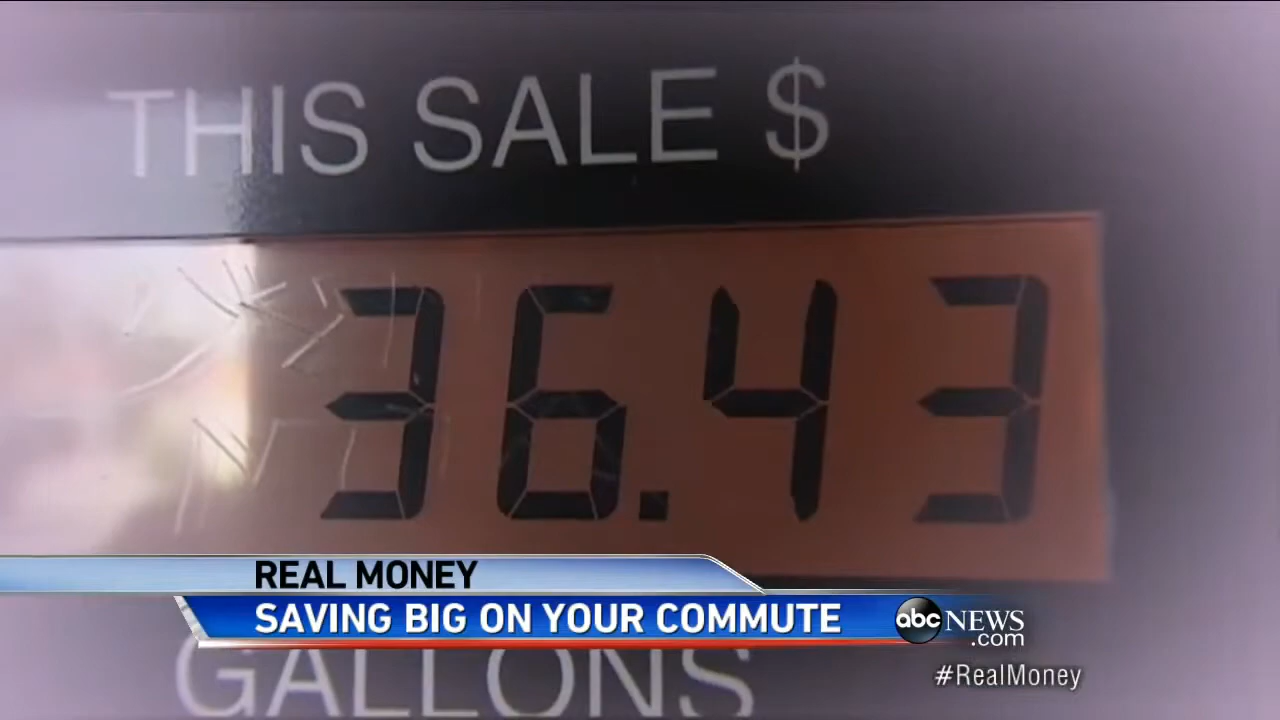 THIS SALE $
36.43
REAL MONEY
SAVING BIG ON YOUR COMMUTE
abc NEWS
.com
GALLONS
#RealMoney